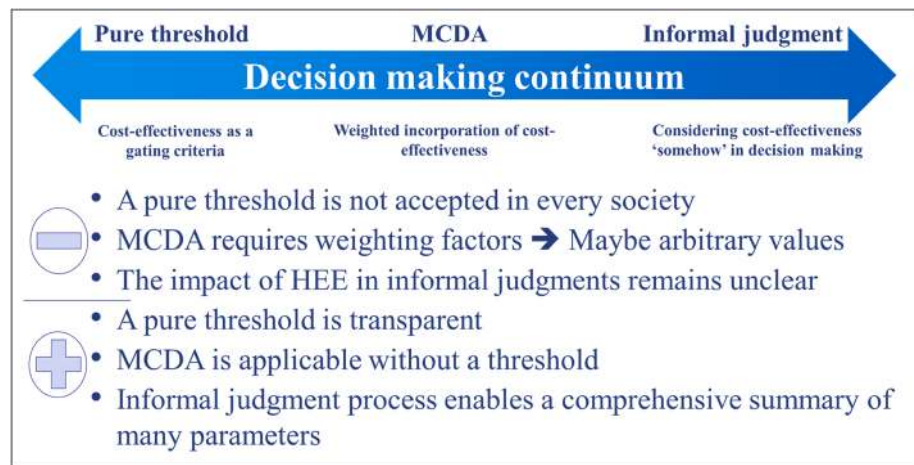 Pure threshold MCDA Informal judgment
Decision making continuum
Cost-effectiveness as a Weighted incorporation of cost- Considering cost-effectiveness
gating criteria effectiveness ‘somehow’ in decision making
• A pure threshold is not accepted in every society
• MCDA requires weighting factors ➔ Maybe arbitrary values
• The impact of HEE in informal judgments remains unclear
• A pure threshold is transparent
• MCDA is applicable without a threshold
• Informal judgment process enables a comprehensive summary of
many parameters